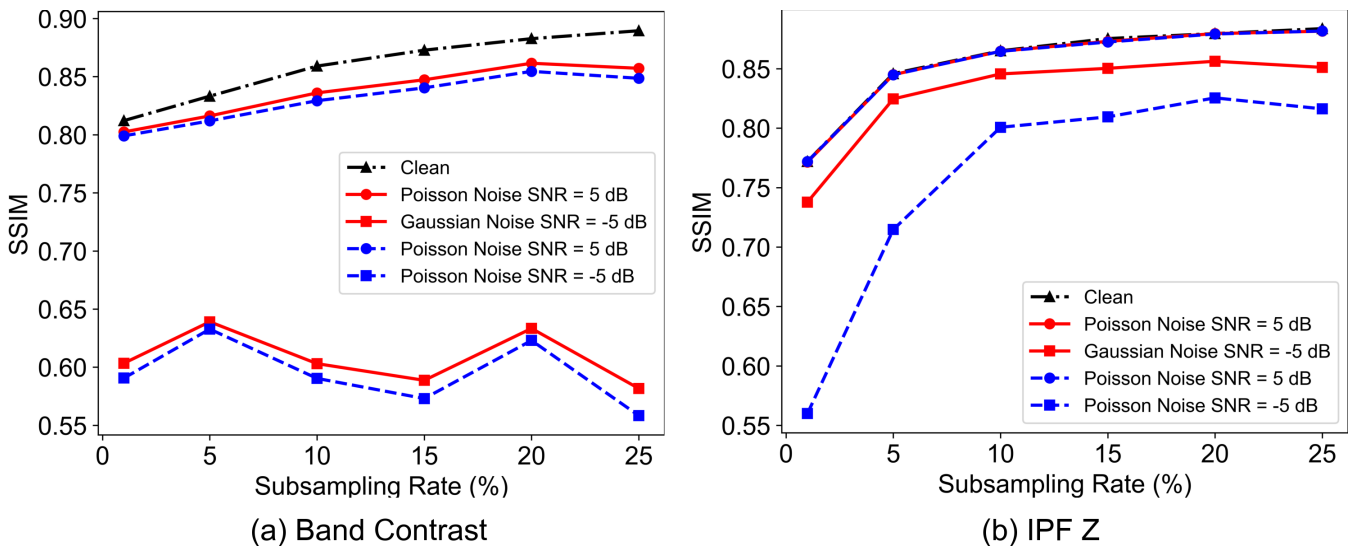 0.90
0.85
0.80
0.75
0.70
0.65
0.60
0.55
SSIM
Clean
Poisson Noise SNR = 5 dB
Gaussian Noise SNR = -5 dB
Poisson Noise SNR = 5 dB
Poisson Noise SNR = -5 dB
0 5 10 15 20 25
Subsampling Rate (%)
(a) Band Contrast
0.85
0.80
0.75
0.70
0.65
0.60
0.55
SSIM
Clean
Poisson Noise SNR = 5 dB
Gaussian Noise SNR = -5 dB
Poisson Noise SNR = 5 dB
Poisson Noise SNR = -5 dB
0 5 10 15 20 25
Subsampling Rate (%)
(b) IPF Z